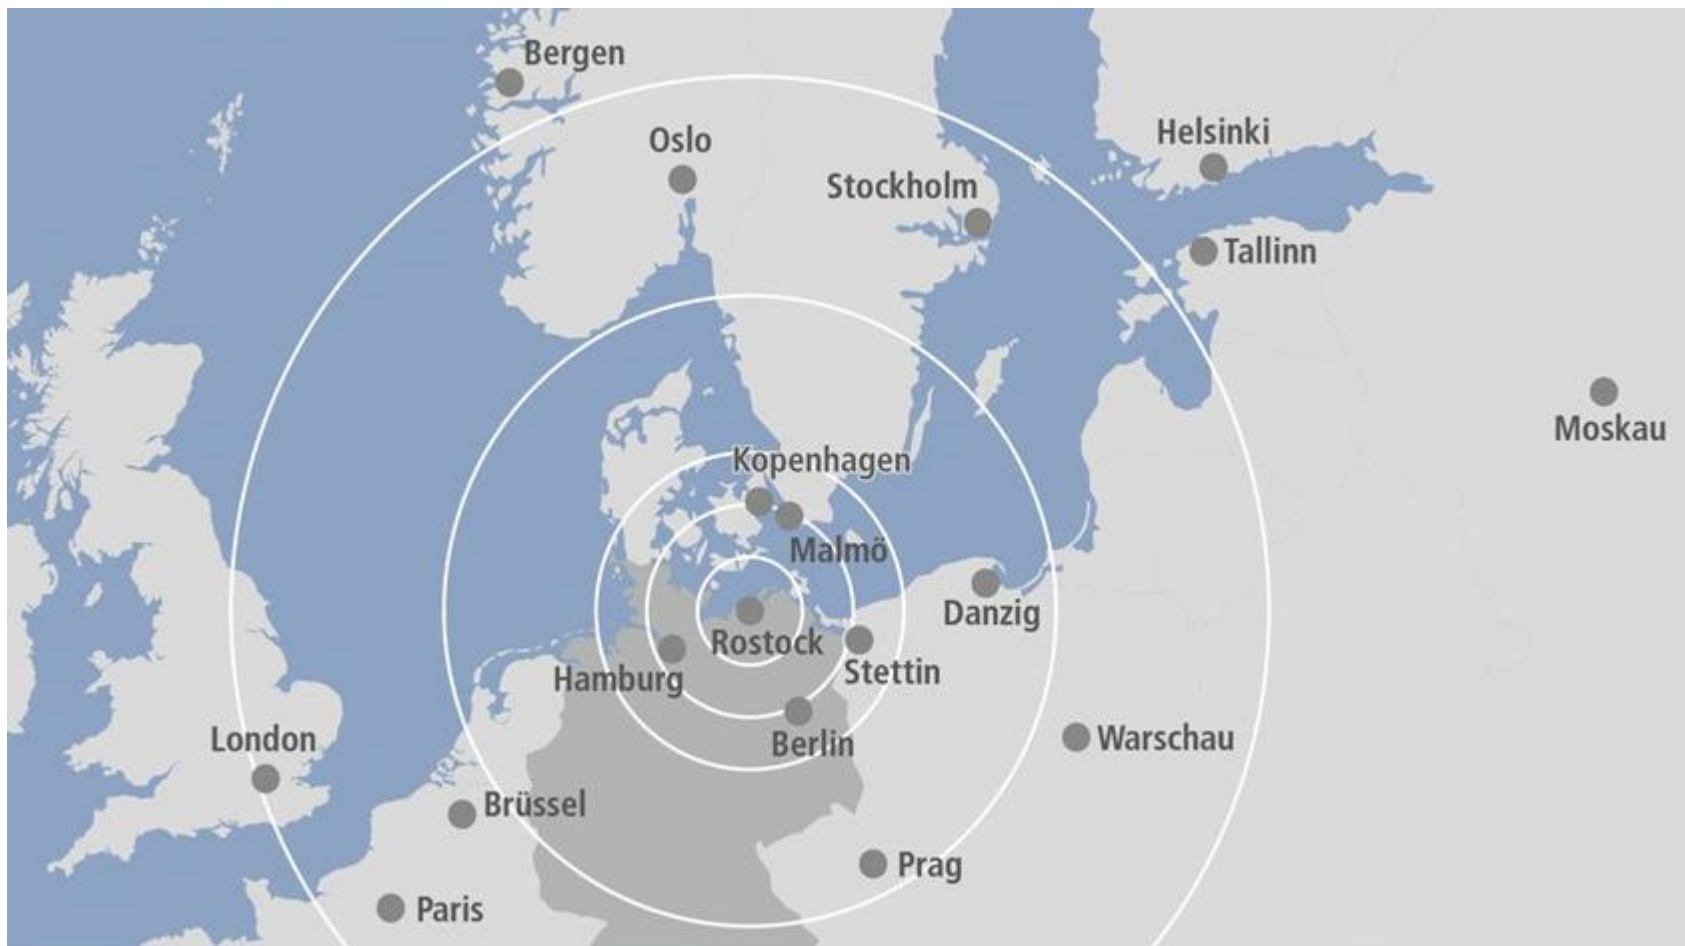 Bergen
Helsinki
Oslo
Stockholm
Tallinn
Moskau
Kopenhagen
Malmö
Danzig
Rostock
Stettin
Hamburg
London
Warschau
Berlin
Brüssel
Prag
Paris